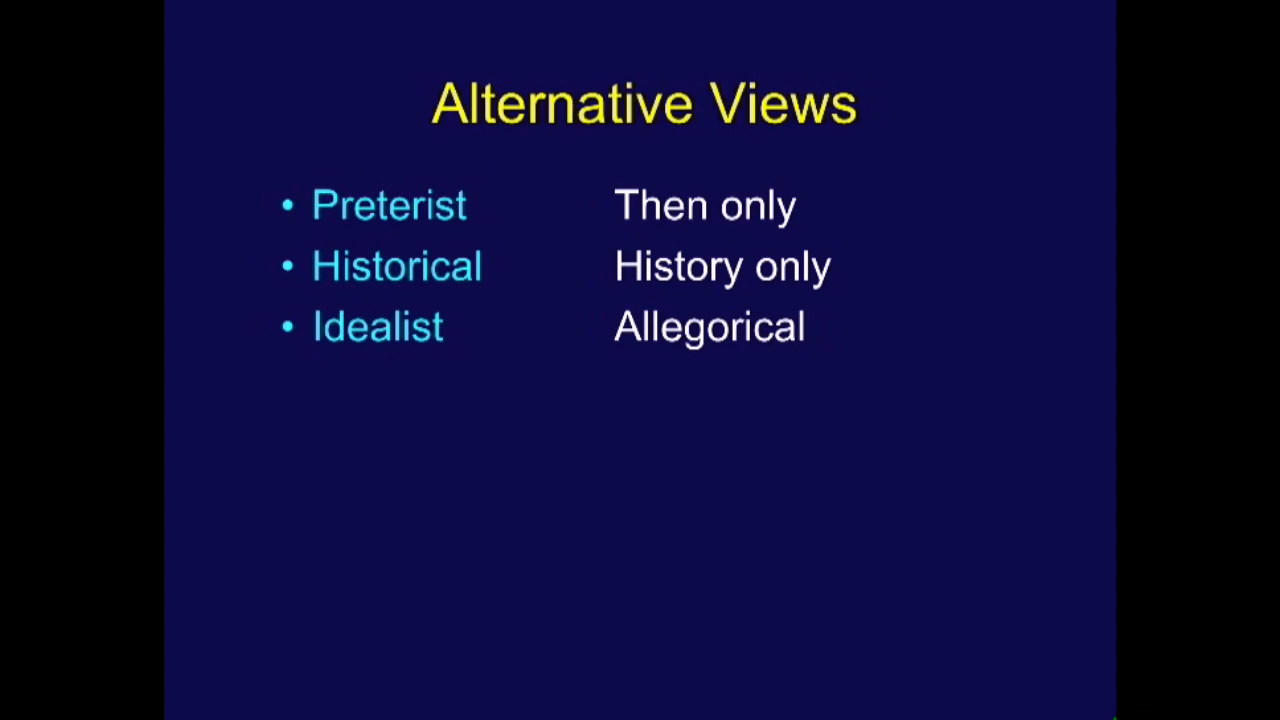 Alternative Views
• Preterist Then only
• Historical History only
• Idealist Allegorical